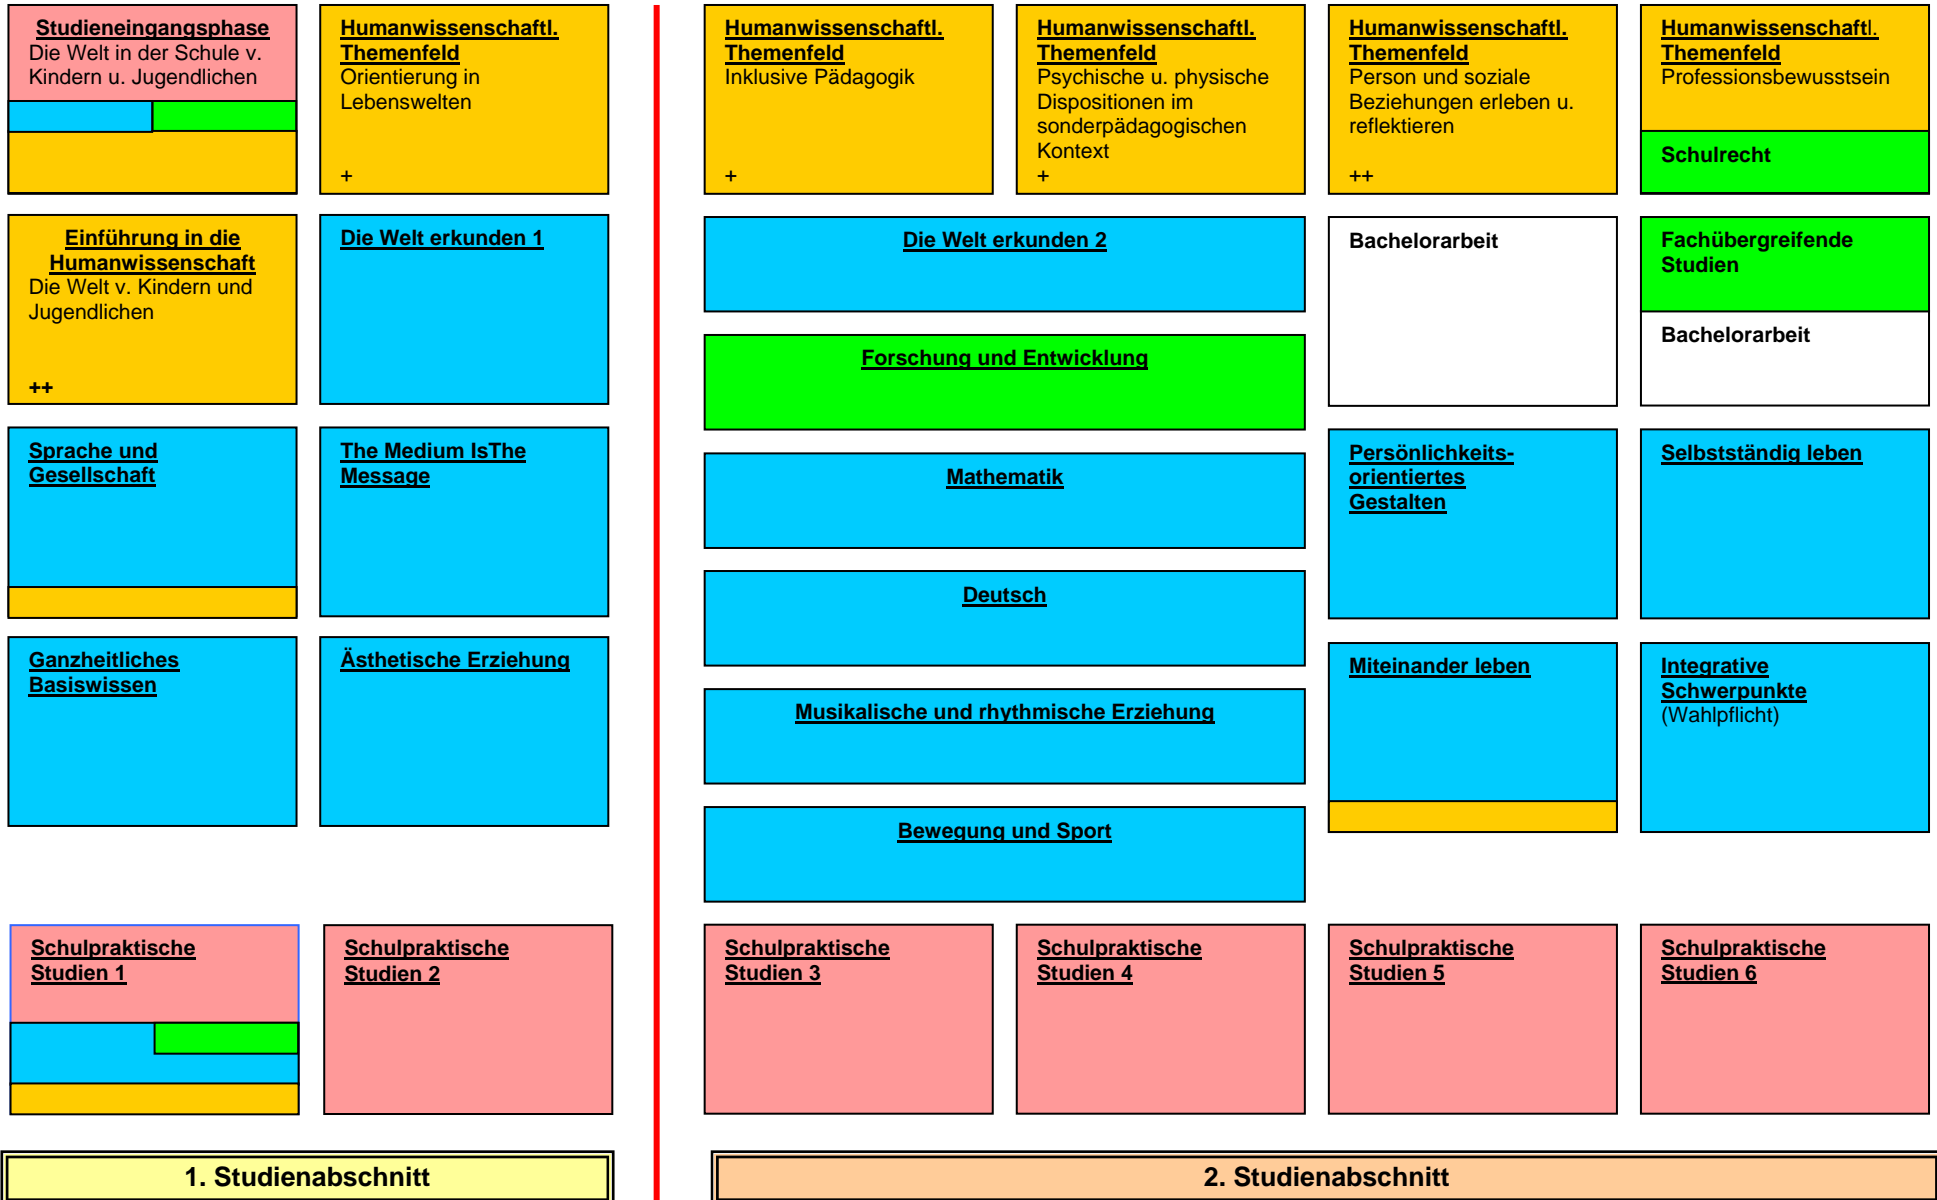 Studieneingangsphase
Die Welt in der Schule v.
Kindern u. Jugendlichen
Humanwissenschaftl.
Themenfeld
Orientierung in
Lebenswelten
+
Humanwissenschaftl.
Themenfeld
Inklusive Pädagogik
+
Humanwissenschaftl.
Themenfeld
Psychische u. physische
Dispositionen im
sonderpädagogischen
Kontext
+
Humanwissenschaftl.
Themenfeld
Person und soziale
Beziehungen erleben u.
reflektieren
++
Humanwissenschaftl.
Themenfeld
Professionsbewusstsein
Schulrecht
Einführung in die
Humanwissenschaft
Die Welt v. Kindern und
Jugendlichen
++
Die Welt erkunden 1
Die Welt erkunden 2
Bachelorarbeit
Fachübergreifende
Studien
Bachelorarbeit
Forschung und Entwicklung
Sprache und
Gesellschaft
The Medium IsThe
Message
Mathematik
Persönlichkeits-
orientiertes
Gestalten
Selbstständig leben
Deutsch
Ganzheitliches
Basiswissen
Ästhetische Erziehung
Musikalische und rhythmische Erziehung
Miteinander leben
Integrative
Schwerpunkte
(Wahlpflicht)
Bewegung und Sport
Schulpraktische
Studien 1
Schulpraktische
Studien 2
Schulpraktische
Studien 3
Schulpraktische
Studien 4
Schulpraktische
Studien 5
Schulpraktische
Studien 6
1. Studienabschnitt
2. Studienabschnitt